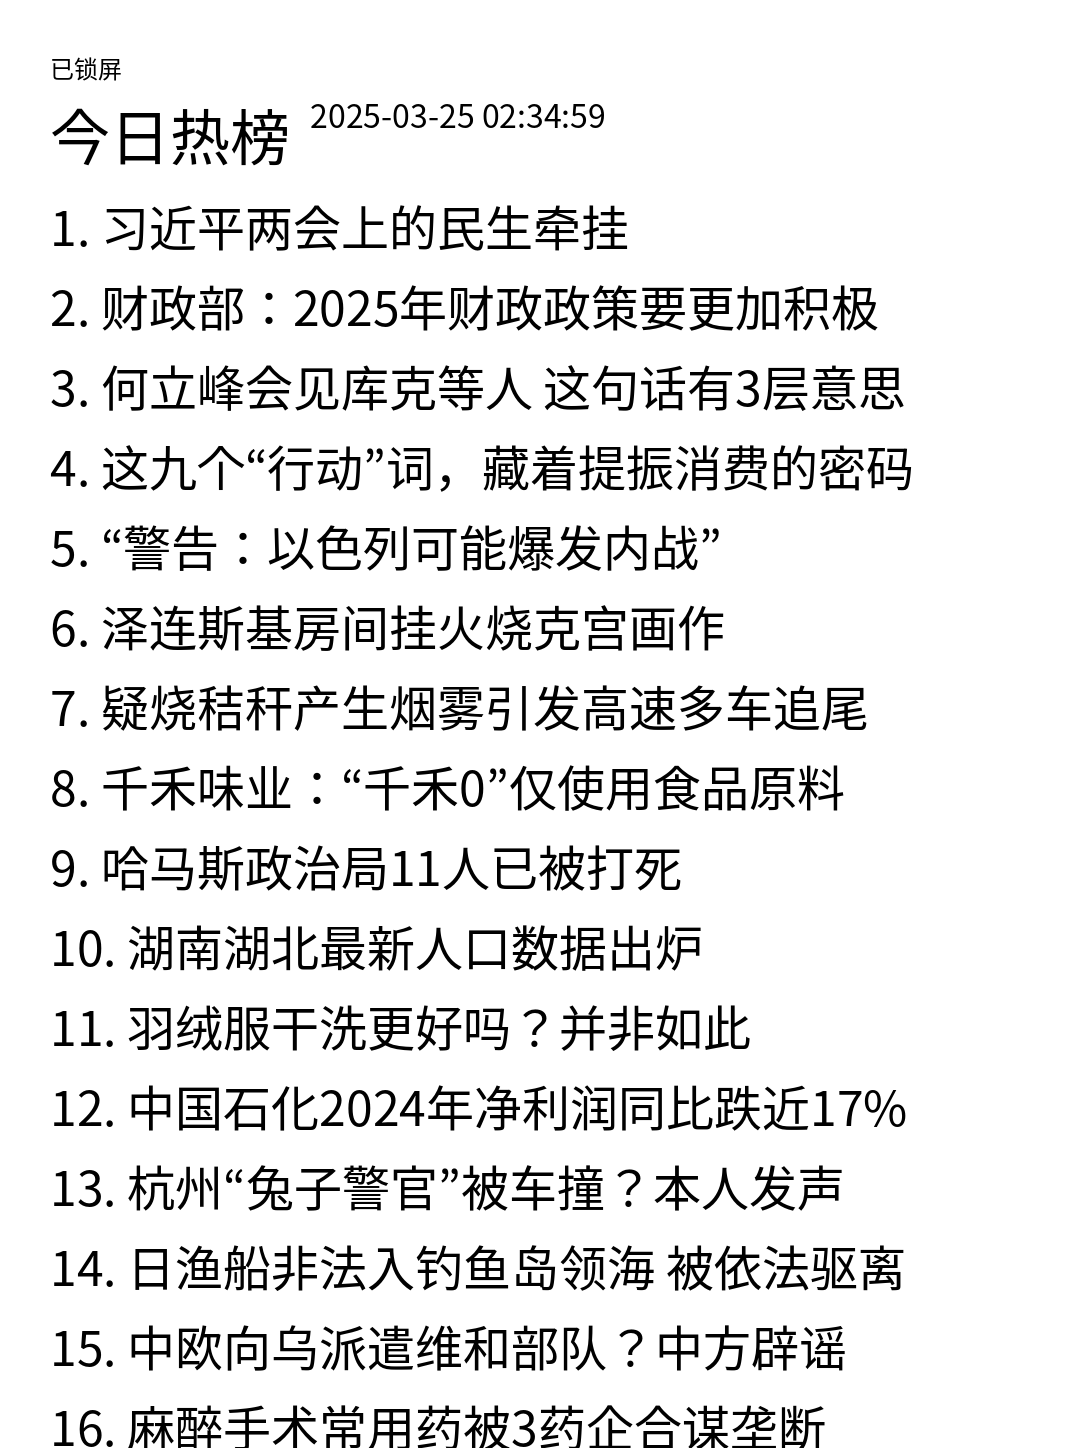 已锁屏
今日热榜 2025-03-25 02:34:59
1. 习近平两会上的民生牵挂
2. 财政部：2025年财政政策要更加积极
3. 何立峰会见库克等人 这句话有3层意思
4. 这九个“行动”词，藏着提振消费的密码
5. “警告：以色列可能爆发内战”
6. 泽连斯基房间挂火烧克宫画作
7. 疑烧秸秆产生烟雾引发高速多车追尾
8. 千禾味业：“千禾0”仅使用食品原料
9. 哈马斯政治局11人已被打死
10. 湖南湖北最新人口数据出炉
11. 羽绒服干洗更好吗？并非如此
12. 中国石化2024年净利润同比跌近17%
13. 杭州“兔子警官”被车撞？本人发声
14. 日渔船非法入钓鱼岛领海 被依法驱离
15. 中欧向乌派遣维和部队？中方辟谣
16. 麻醉手术常用药被3药企合谋垄断